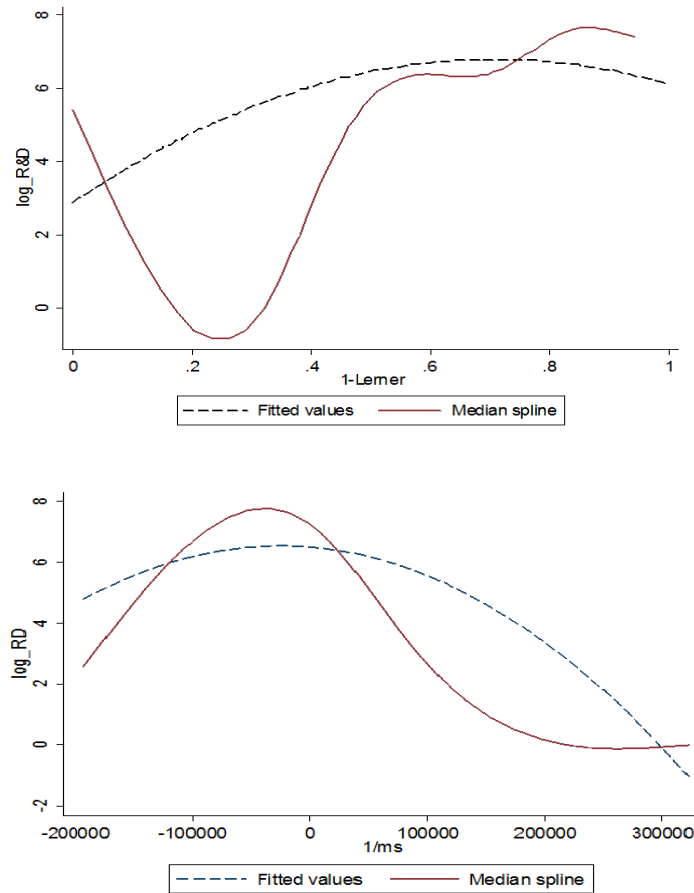 log_R&D
8
6
4
2
0
0 .2 .4 .6 .8 1
1-Lerner
Fitted values Median spline
log_RD
8
6
4
2
0
-2
-200000 -100000 0 100000 200000 300000
1/ms
Fitted values Median spline